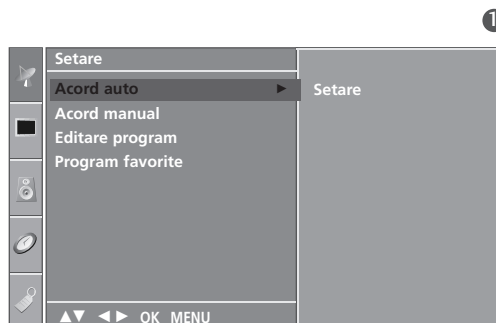 1
Setare
Acord auto ► Setare
Acord manual
Editare program
Program favorite
▲▼ ◄► OK MENU